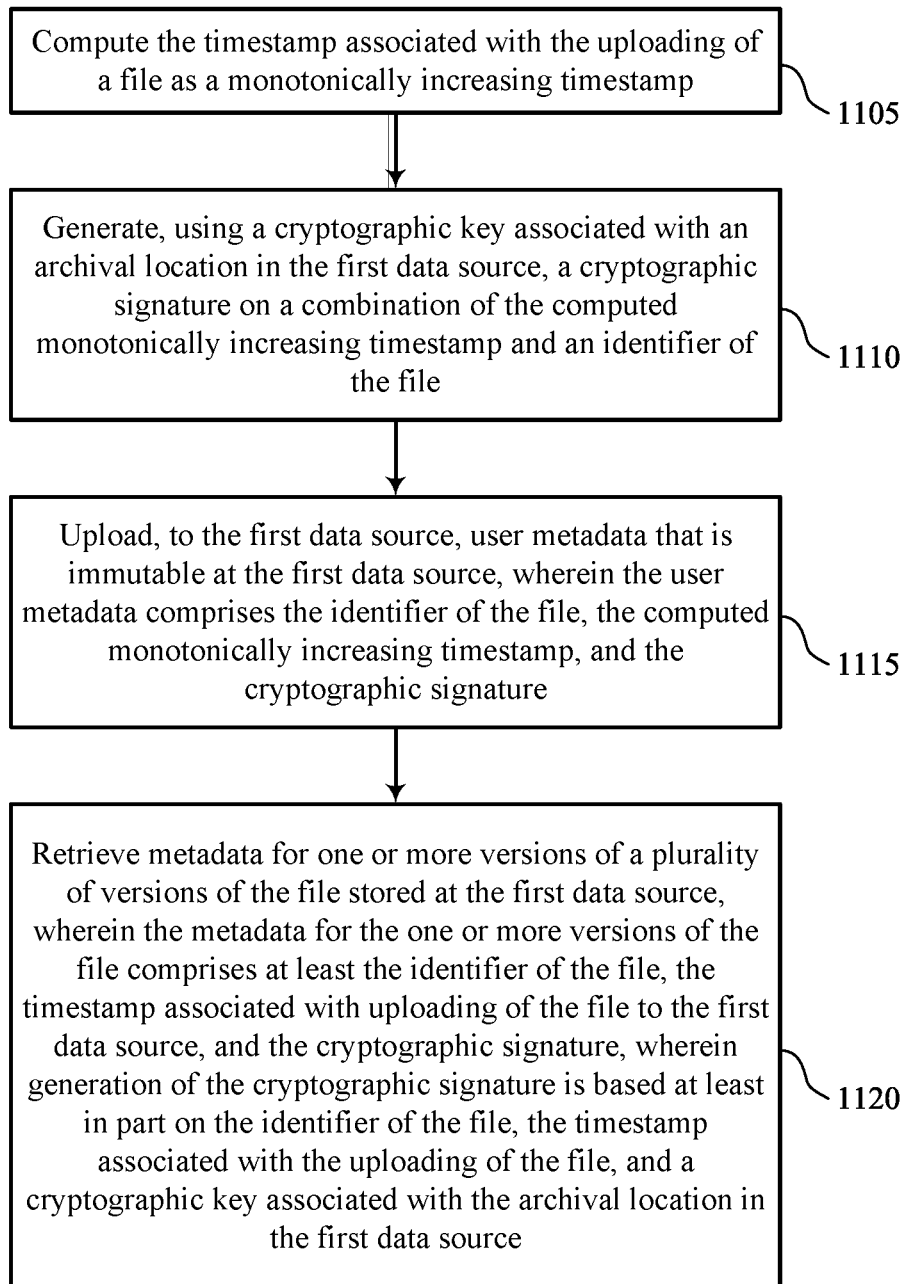 Compute the timestamp associated with the uploading of
a file as a monotonically increasing timestamp
1105
Generate, using a cryptographic key associated with an
archival location in the first data source, a cryptographic
signature on a combination of the computed
monotonically increasing timestamp and an identifier of
the file
1110
Upload, to the first data source, user metadata that is
immutable at the first data source, wherein the user
metadata comprises the identifier of the file, the computed
monotonically increasing timestamp, and the
cryptographic signature
1115
Retrieve metadata for one or more versions of a plurality
of versions of the file stored at the first data source,
wherein the metadata for the one or more versions of the
file comprises at least the identifier of the file, the
timestamp associated with uploading of the file to the first
data source, and the cryptographic signature, wherein
generation of the cryptographic signature is based at least
in part on the identifier of the file, the timestamp
associated with the uploading of the file, and a
cryptographic key associated with the archival location in
the first data source
1120